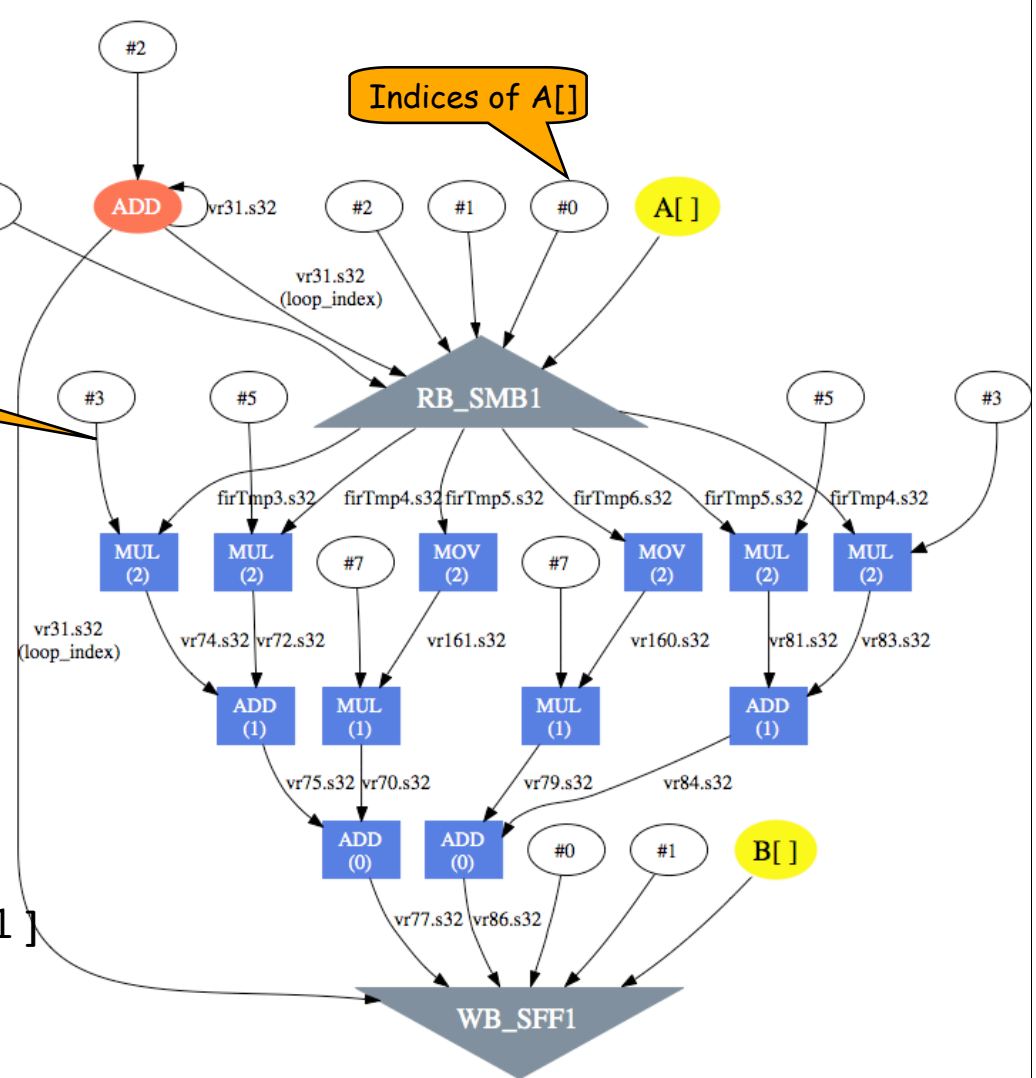 #2
Indices of A[]
ADD
vr31.s32
#2
#1
#0
A[ ]
vr31.s32
(loop_index)
RB_SMB1
#3
#5
#5
#3
firTmp3.s32
firTmp4.s32
firTmp5.s32
firTmp6.s32
firTmp5.s32
firTmp4.s32
MUL
(2)
MUL
(2)
#7
MOV
(2)
#7
MOV
(2)
MUL
(2)
MUL
(2)
vr31.s32
(loop_index)
vr74.s32
vr72.s32
vr161.s32
vr160.s32
vr81.s32
vr83.s32
ADD
(1)
MUL
(1)
MUL
(1)
ADD
(1)
vr75.s32
vr70.s32
vr79.s32
vr84.s32
ADD
(0)
ADD
(0)
#0
#1
B[ ]
1 ]
vr77.s32
vr86.s32
WB_SFF1